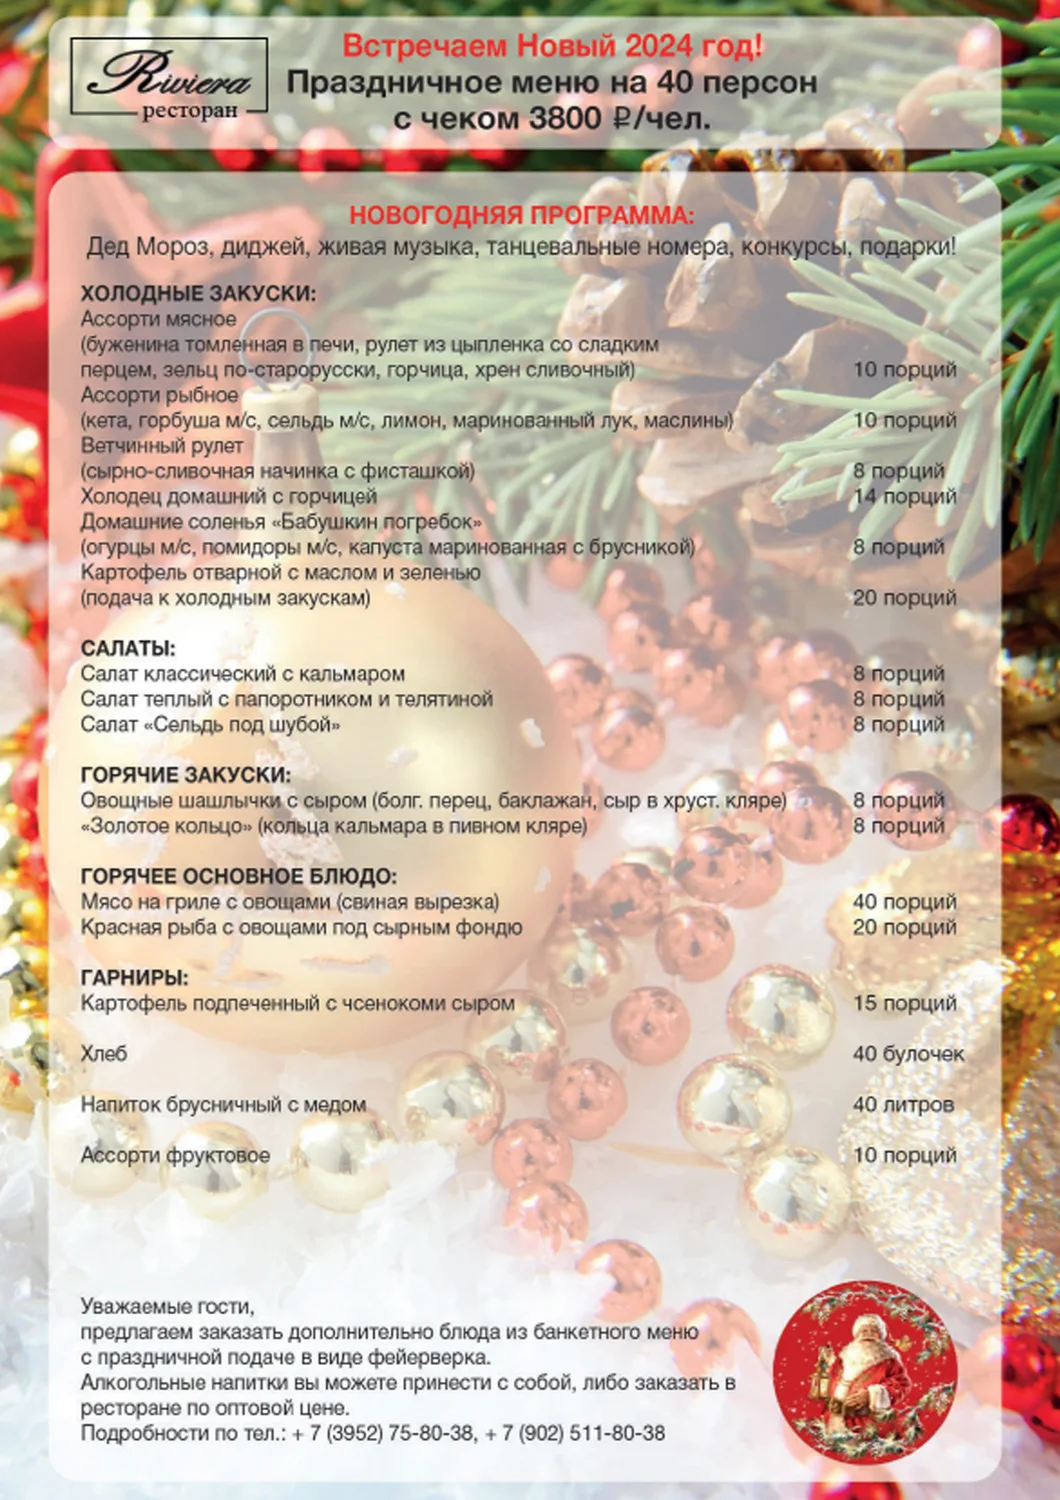 Riviera
ресторан
Встречаем Новый 2024 год!
Праздничное меню на 40 персон
с чеком 3800 ₽/чел.
НОВОГОДНЯЯ ПРОГРАММА:
Дед Мороз, диджей, живая музыка, танцевальные номера, конкурсы, подарки!
ХОЛОДНЫЕ ЗАКУСКИ:
Ассорти мясное
(буженина томленная в печи, рулет из цыпленка со сладким
перцем, зельц по-старорусски, горчица, хрен сливочный) 10 порций
Ассорти рыбное
(кета, горбуша м/с, сельдь м/с, лимон, маринованный лук, маслины) 10 порций
Ветчинный рулет
(сырно-сливочная начинка с фисташкой) 8 порций
Холодец домашний с горчицей 14 порций
Домашние соленья «Бабушкин погребок»
(огурцы м/с, помидоры м/с, капуста маринованная с брусникой) 8 порций
Картофель отварной с маслом и зеленью
(подача к холодным закускам) 20 порций
САЛАТЫ:
Салат классический с кальмаром 8 порций
Салат теплый с папоротником и телятиной 8 порций
Салат «Сельдь под шубой» 8 порций
ГОРЯЧИЕ ЗАКУСКИ:
Овощные шашлычки с сыром (болг. перец, баклажан, сыр в хруст. кляре) 8 порций
«Золотое кольцо» (кольца кальмара в пивном кляре) 8 порций
ГОРЯЧЕЕ ОСНОВНОЕ БЛЮДО:
Мясо на гриле с овощами (свиная вырезка) 40 порций
Красная рыба с овощами под сырным фондю 20 порций
ГАРНИРЫ:
Картофель подпеченный с чсенокоми сыром 15 порций
Хлеб 40 булочек
Напиток брусничный с медом 40 литров
Ассорти фруктовое 10 порций
Уважаемые гости,
предлагаем заказать дополнительно блюда из банкетного меню
с праздничной подаче в виде фейерверка.
Алкогольные напитки вы можете принести с собой, либо заказать в
ресторане по оптовой цене.
Подробности по тел.: + 7 (3952) 75-80-38, + 7 (902) 511-80-38